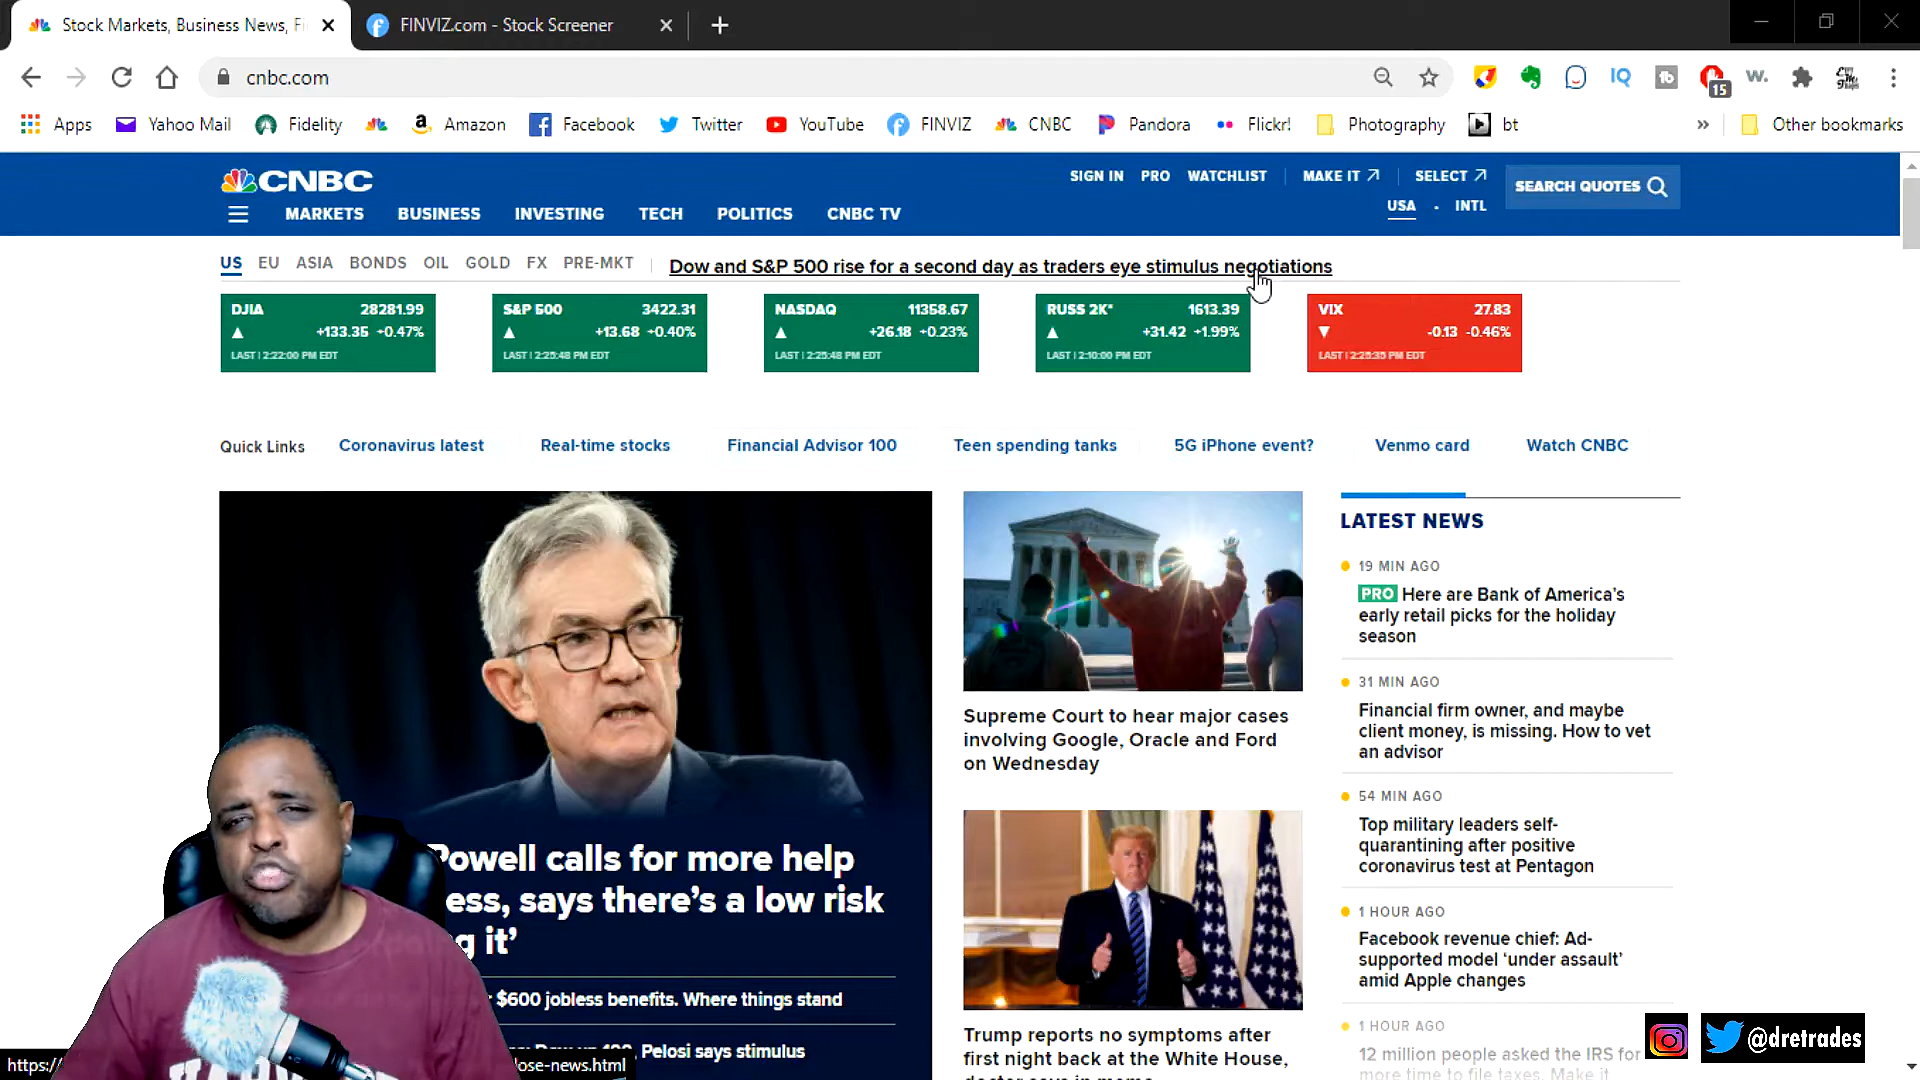 Stock Markets, Business News, Fi
FINVIZ.com - Stock Screener
cnbc.com
15
Apps
Yahoo Mail
Fidelity
Amazon
Facebook
Twitter
YouTube
FINVIZ
CNBC
Pandora
Flickr!
Photography
bt
»
Other bookmarks
CNBC
SIGN IN
PRO
WATCHLIST
MAKE IT
SELECT
SEARCH QUOTES
USA
INTL
MARKETS
BUSINESS
INVESTING
TECH
POLITICS
CNBC TV
US
EU
ASIA
BONDS
OIL
GOLD
FX
PRE-MKT
Dow and S&P 500 rise for a second day as traders eye stimulus negotiations
DJIA 28281.99
+133.35 +0.47%
LAST | 2:22:00 PM EDT
S&P 500 3422.31
+13.68 +0.40%
LAST | 2:25:48 PM EDT
NASDAQ 11358.67
+26.18 +0.23%
LAST | 2:25:48 PM EDT
RUSS 2K* 1613.39
+31.42 +1.99%
LAST | 2:10:00 PM EDT
VIX 27.83
-0.13 -0.46%
LAST | 2:25:35 PM EDT
Quick Links
Coronavirus latest
Real-time stocks
Financial Advisor 100
Teen spending tanks
5G iPhone event?
Venmo card
Watch CNBC
Powell calls for more help
ess, says there's a low risk
g it'
$600 jobless benefits. Where things stand
, Pelosi says stimulus
https://
ose-news.html
Supreme Court to hear major cases
involving Google, Oracle and Ford
on Wednesday
Trump reports no symptoms after
first night back at the White House,
doctor says in memo
LATEST NEWS
19 MIN AGO
PRO Here are Bank of America's
early retail picks for the holiday
season
31 MIN AGO
Financial firm owner, and maybe
client money, is missing. How to vet
an advisor
54 MIN AGO
Top military leaders self-
quarantining after positive
coronavirus test at Pentagon
1 HOUR AGO
Facebook revenue chief: Ad-
supported model 'under assault'
amid Apple changes
1 HOUR AGO
12 million people asked the IRS for
more time to file taxes. Make it
@dretrades